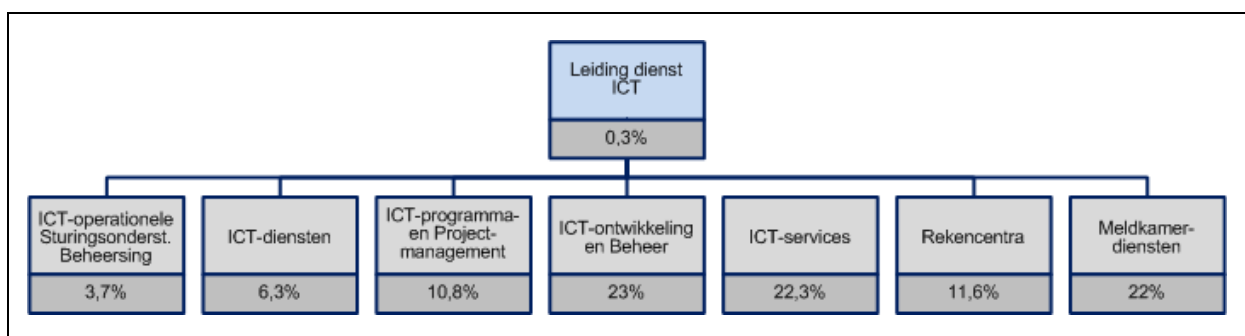 Leiding dienst
ICT
0,3%
ICT-operationele
Sturingsonderst.
Beheersing
3,7%
ICT-diensten
6,3%
ICT-programma-
en Project-
management
10,8%
ICT-ontwikkeling
en Beheer
23%
ICT-services
22,3%
Rekencentra
11,6%
Meldkamer-
diensten
22%